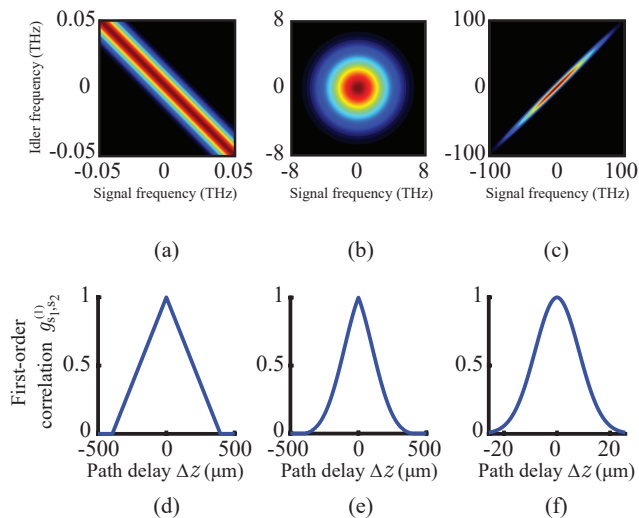 0.05
0
-0.05
-0.05
0
0.05
Idler frequency (THz)
Signal frequency (THz)
8
0
-8
-8
0
8
Signal frequency (THz)
100
0
-100
-100
0
100
Signal frequency (THz)
(a)
(b)
(c)
First-order
correlation g^{(1)}_{s_1,s_2}
1
0.5
0
-500
0
500
Path delay Δz (μm)
1
0.5
0
-500
0
500
Path delay Δz (μm)
1
0.5
0
-20
0
20
Path delay Δz (μm)
(d)
(e)
(f)